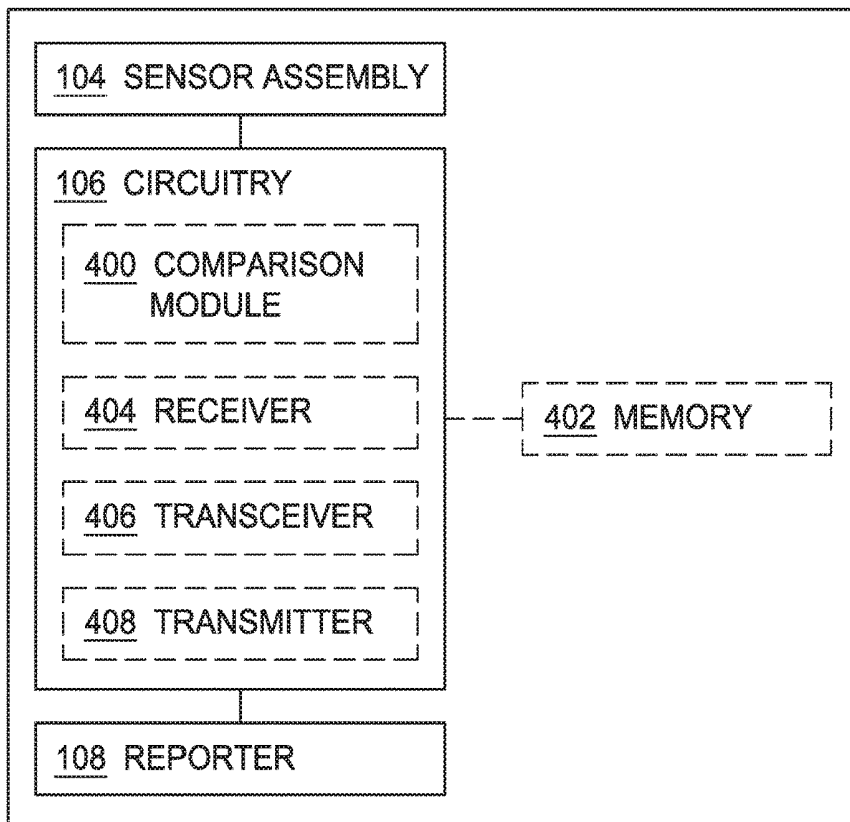 104 SENSOR ASSEMBLY
106 CIRCUITRY
400 COMPARISON
MODULE
404 RECEIVER
402 MEMORY
406 TRANSCEIVER
408 TRANSMITTER
108 REPORTER